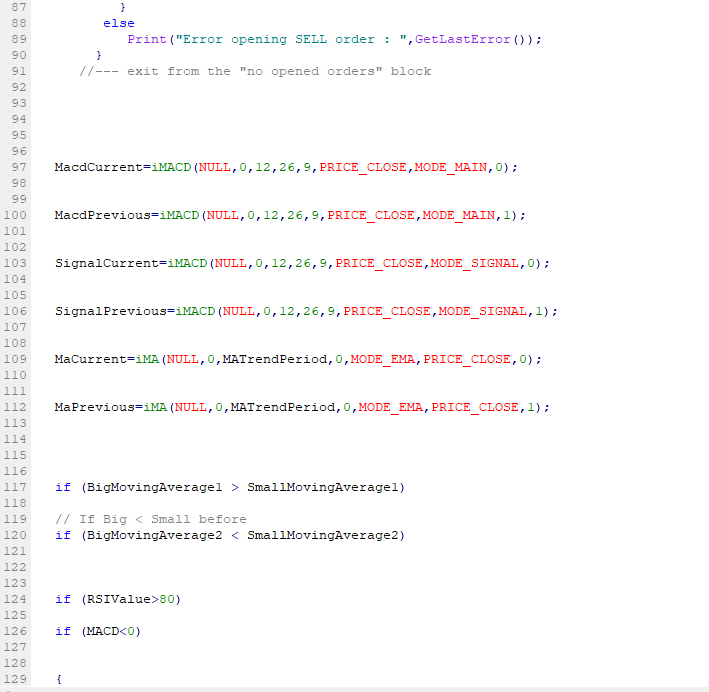 87 }
88 else
89 Print("Error opening SELL order : ",GetLastError());
90 }
91 //--- exit from the "no opened orders" block
92
93
94
95
96
97 MacdCurrent=iMACD(NULL,0,12,26,9,PRICE_CLOSE,MODE_MAIN,0);
98
99
100 MacdPrevious=iMACD(NULL,0,12,26,9,PRICE_CLOSE,MODE_MAIN,1);
101
102
103 SignalCurrent=iMACD(NULL,0,12,26,9,PRICE_CLOSE,MODE_SIGNAL,0);
104
105
106 SignalPrevious=iMACD(NULL,0,12,26,9,PRICE_CLOSE,MODE_SIGNAL,1);
107
108
109 MaCurrent=iMA(NULL,0,MATrendPeriod,0,MODE_EMA,PRICE_CLOSE,0);
110
111
112 MaPrevious=iMA(NULL,0,MATrendPeriod,0,MODE_EMA,PRICE_CLOSE,1);
113
114
115
116
117 if (BigMovingAverage1 > SmallMovingAverage1)
118
119 // If Big < Small before
120 if (BigMovingAverage2 < SmallMovingAverage2)
121
122
123
124 if (RSIValue>80)
125
126 if (MACD<0)
127
128
129 {